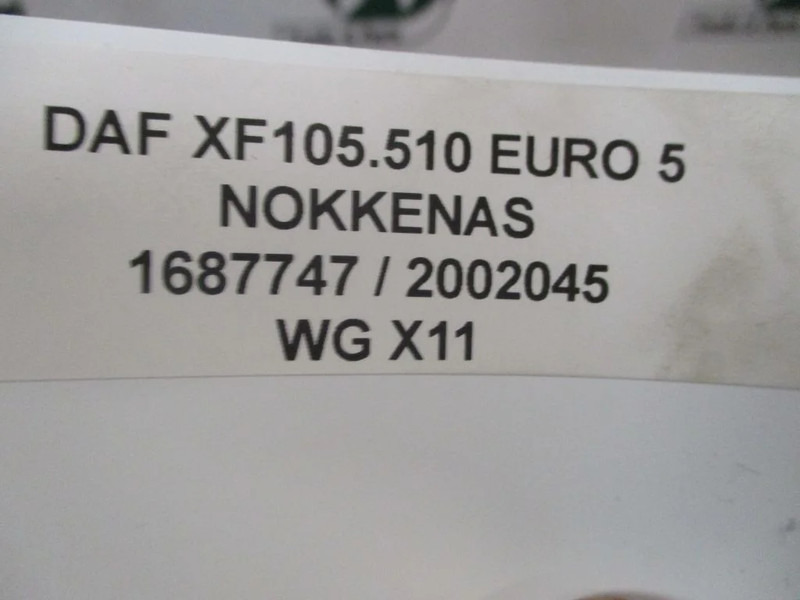 DAF XF105.510 EURO 5
NOKKENAS
1687747 / 2002045
WG X11